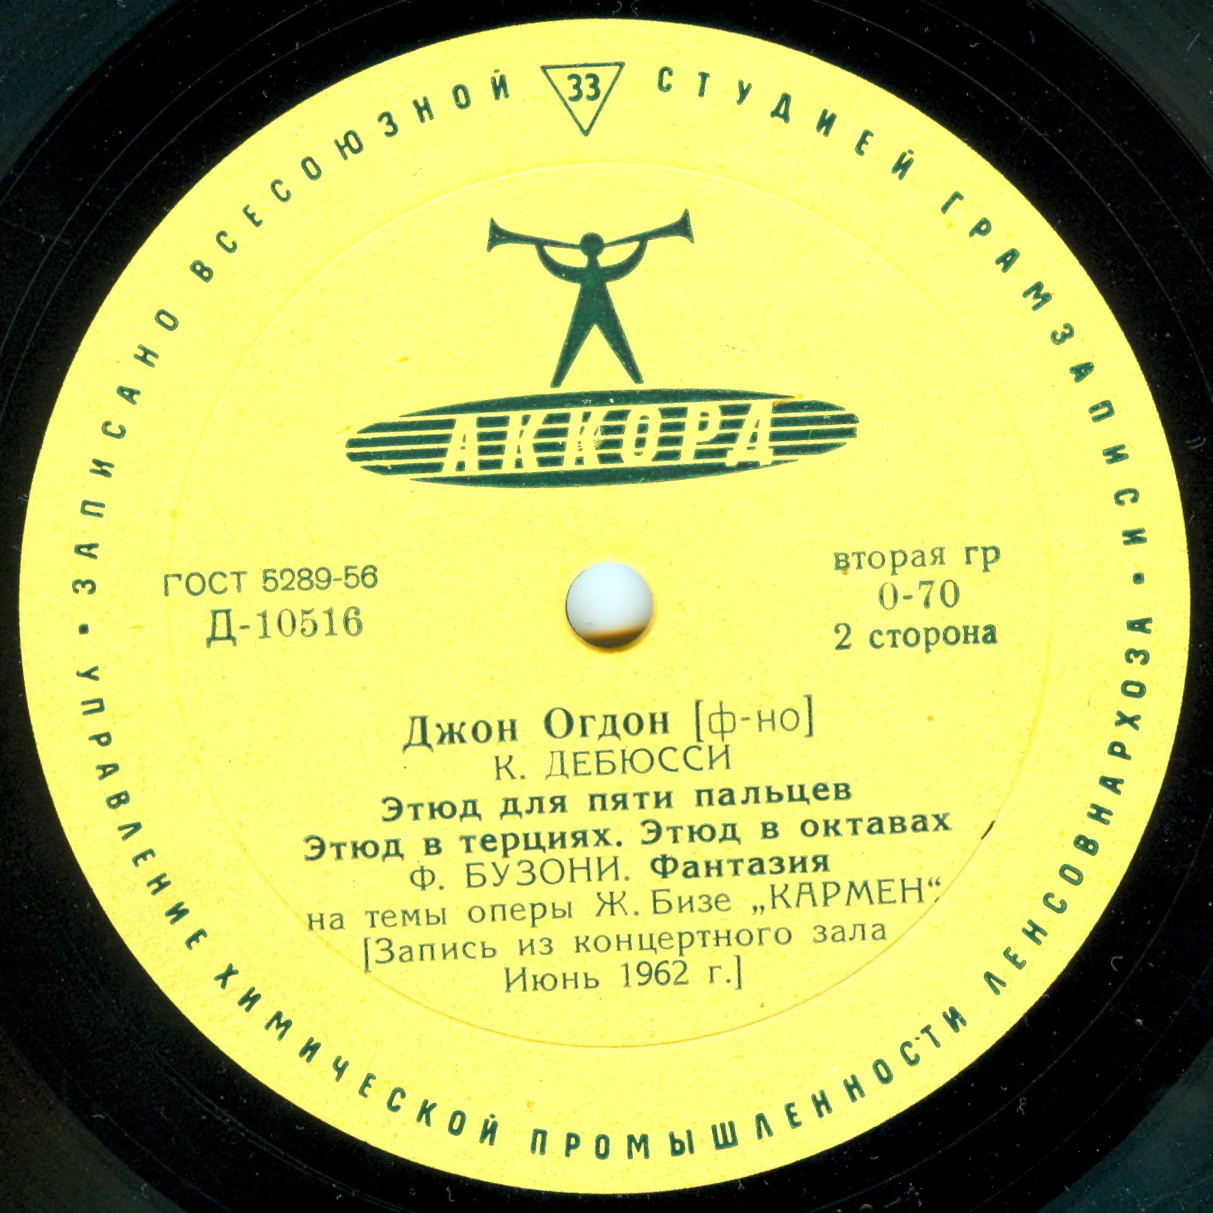 ЗАПИСАНО ВСЕСОЮЗНОЙ 33 СТУДИЕЙ ГРАМЗАПИСИ
АККОРД
ГОСТ 5289-56
Д-10516
вторая гр
0-70
2 сторона
Джон Огдон [ф-но]
К. ДЕБЮССИ
Этюд для пяти пальцев
Этюд в терциях. Этюд в октавах
Ф. БУЗОНИ. Фантазия
на темы оперы Ж. Бизе „КАРМЕН“.
[Запись из концертного зала
Июнь 1962 г.]
• УПРАВЛЕНИЕ ХИМИЧЕСКОЙ ПРОМЫШЛЕННОСТИ ЛЕНСОВНАРХОЗА •